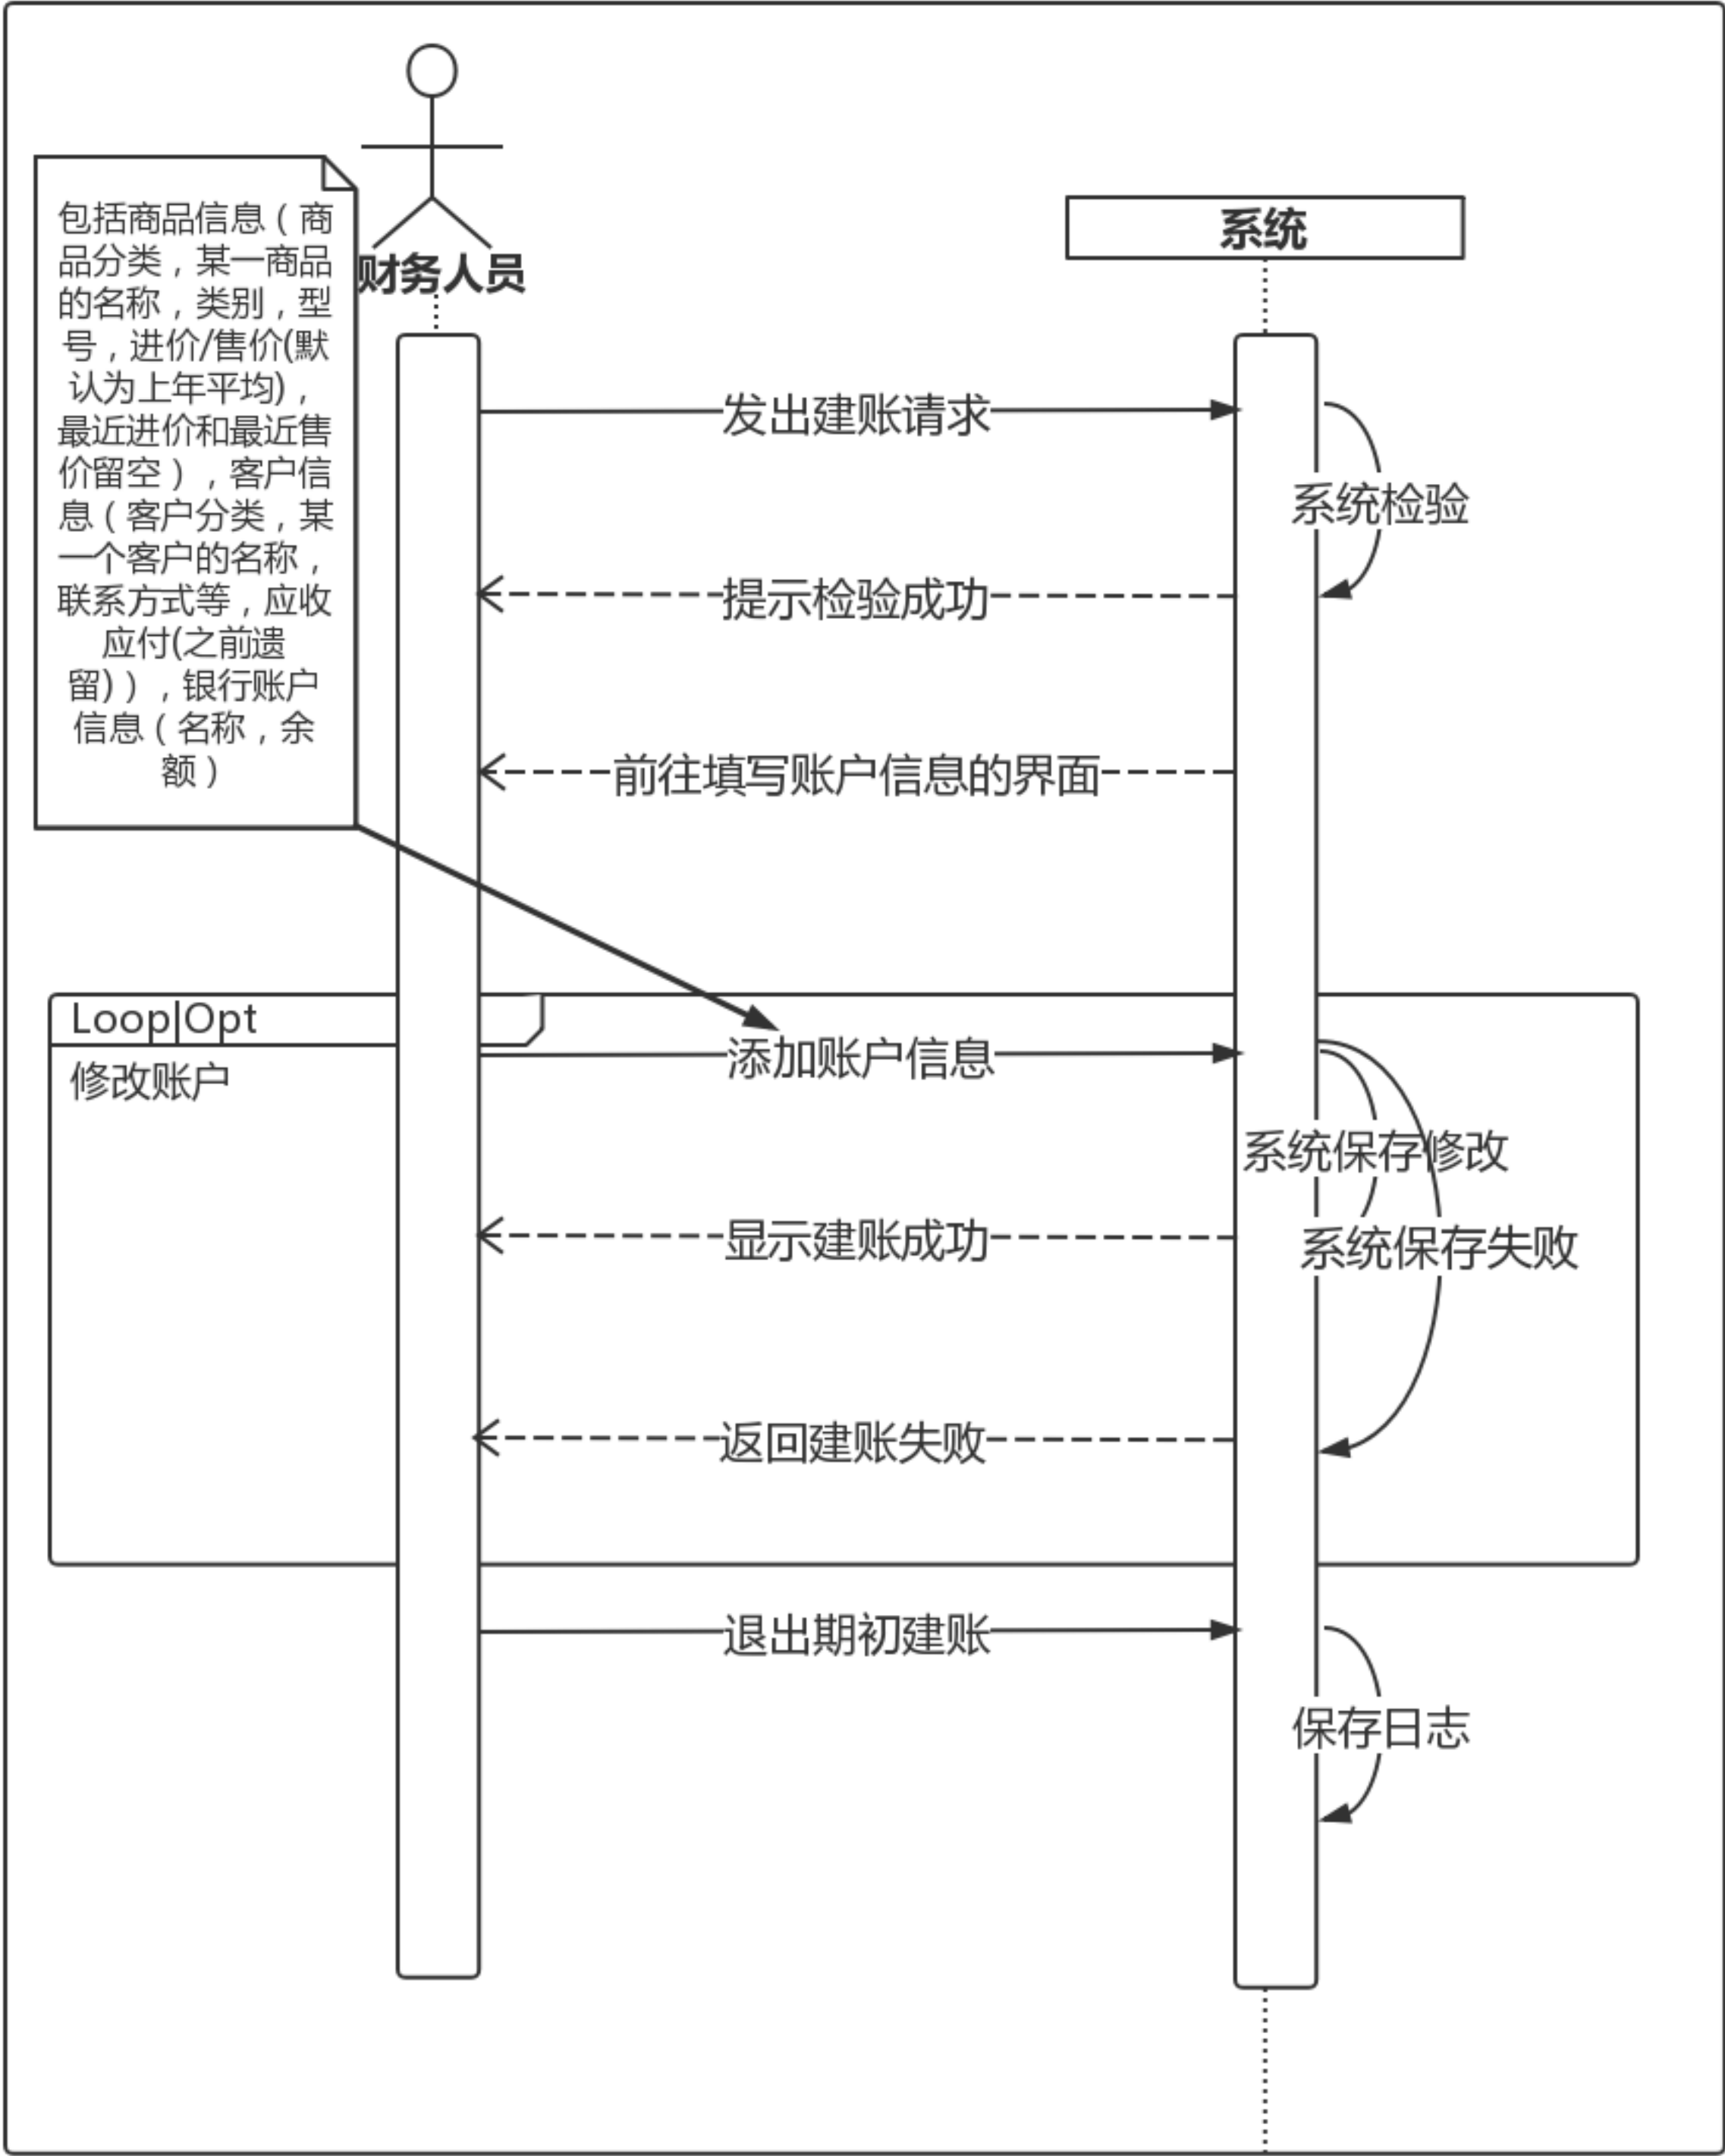 财务人员
系统
包括商品信息（商
品分类，某一商品
的名称，类别，型
号，进价/售价(默
认为上年平均)，
最近进价和最近售
价留空），客户信
息（客户分类，某
一个客户的名称，
联系方式等，应收
应付(之前遗
留)），银行账户
信息（名称，余
额）
发出建账请求
系统检验
提示检验成功
前往填写账户信息的界面
Loop|Opt
修改账户
添加账户信息
系统保存修改
显示建账成功
系统保存失败
返回建账失败
退出期初建账
保存日志